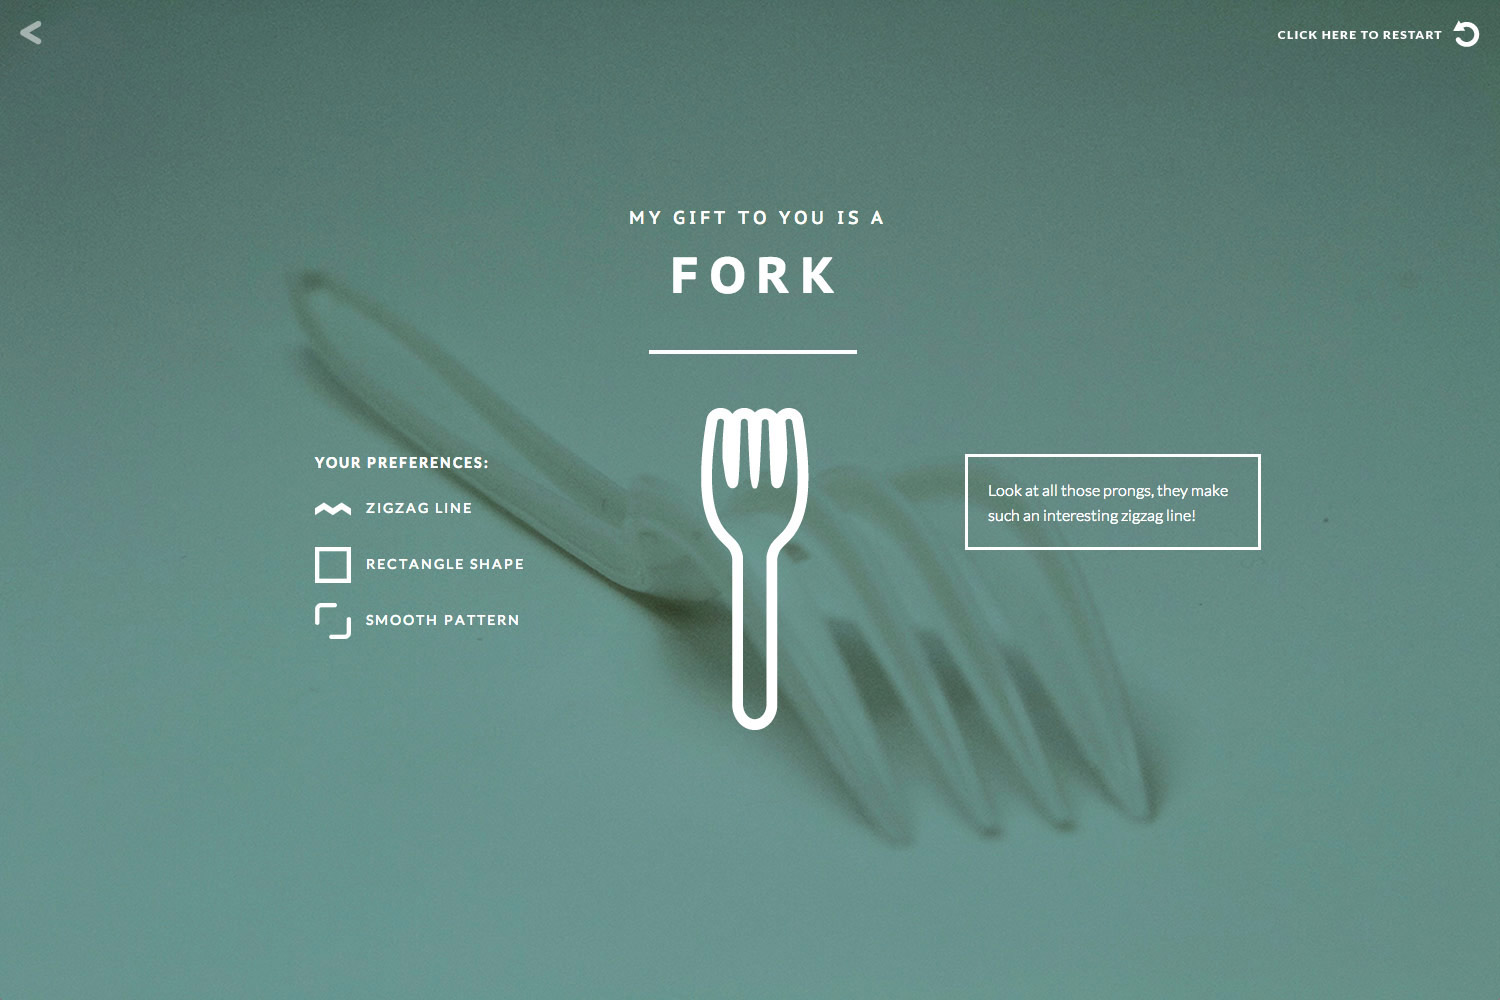 CLICK HERE TO RESTART
MY GIFT TO YOU IS A
FORK
YOUR PREFERENCES:
ZIGZAG LINE
RECTANGLE SHAPE
SMOOTH PATTERN
Look at all those prongs, they make
such an interesting zigzag line!